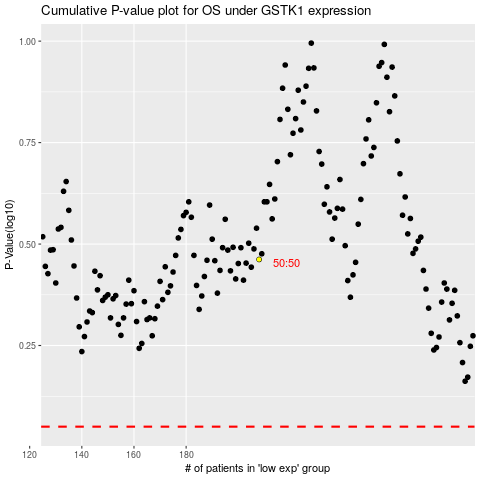 Cumulative P-value plot for OS under GSTK1 expression
P-Value(log10)
1.00
0.75
0.50
0.25
50:50
120 140 160 180
# of patients in 'low exp' group